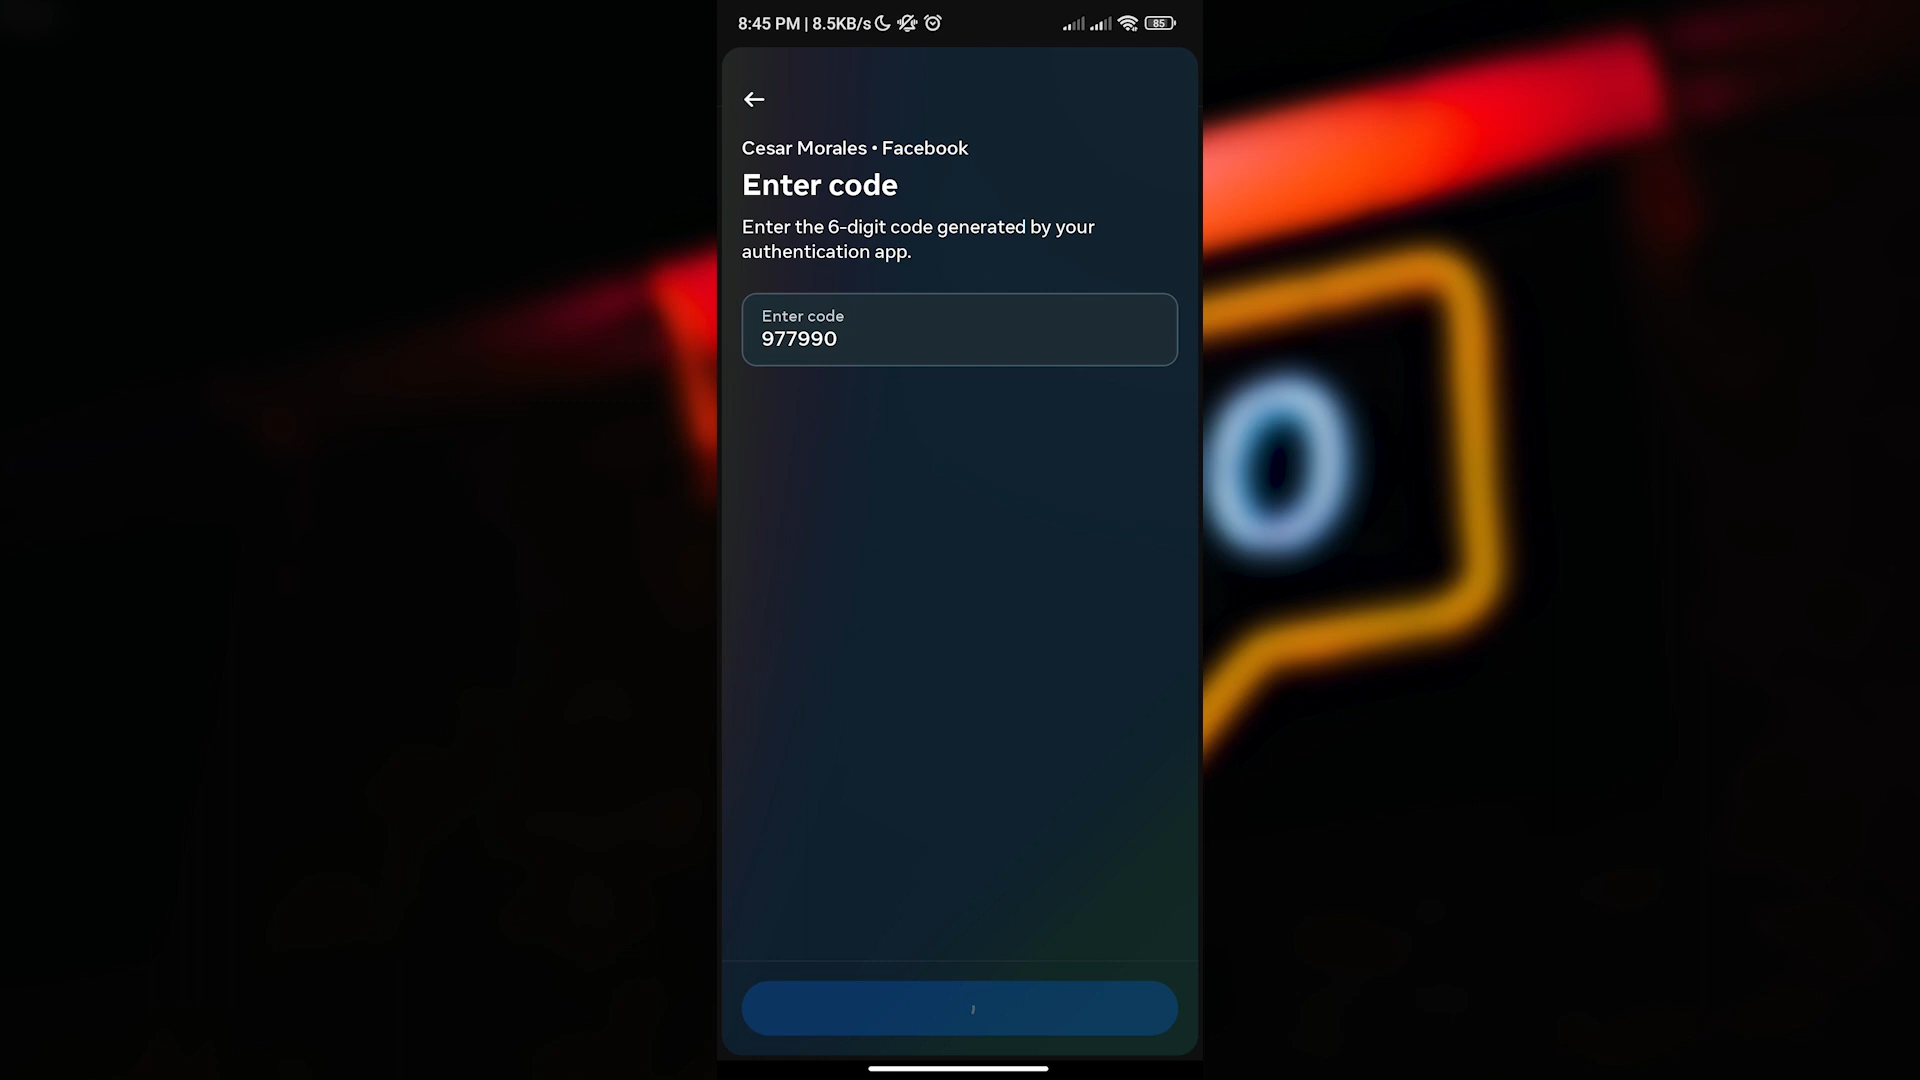 8:45 PM | 8.5KB/s
85
Cesar Morales • Facebook
Enter code
Enter the 6-digit code generated by your
authentication app.
Enter code
977990
0